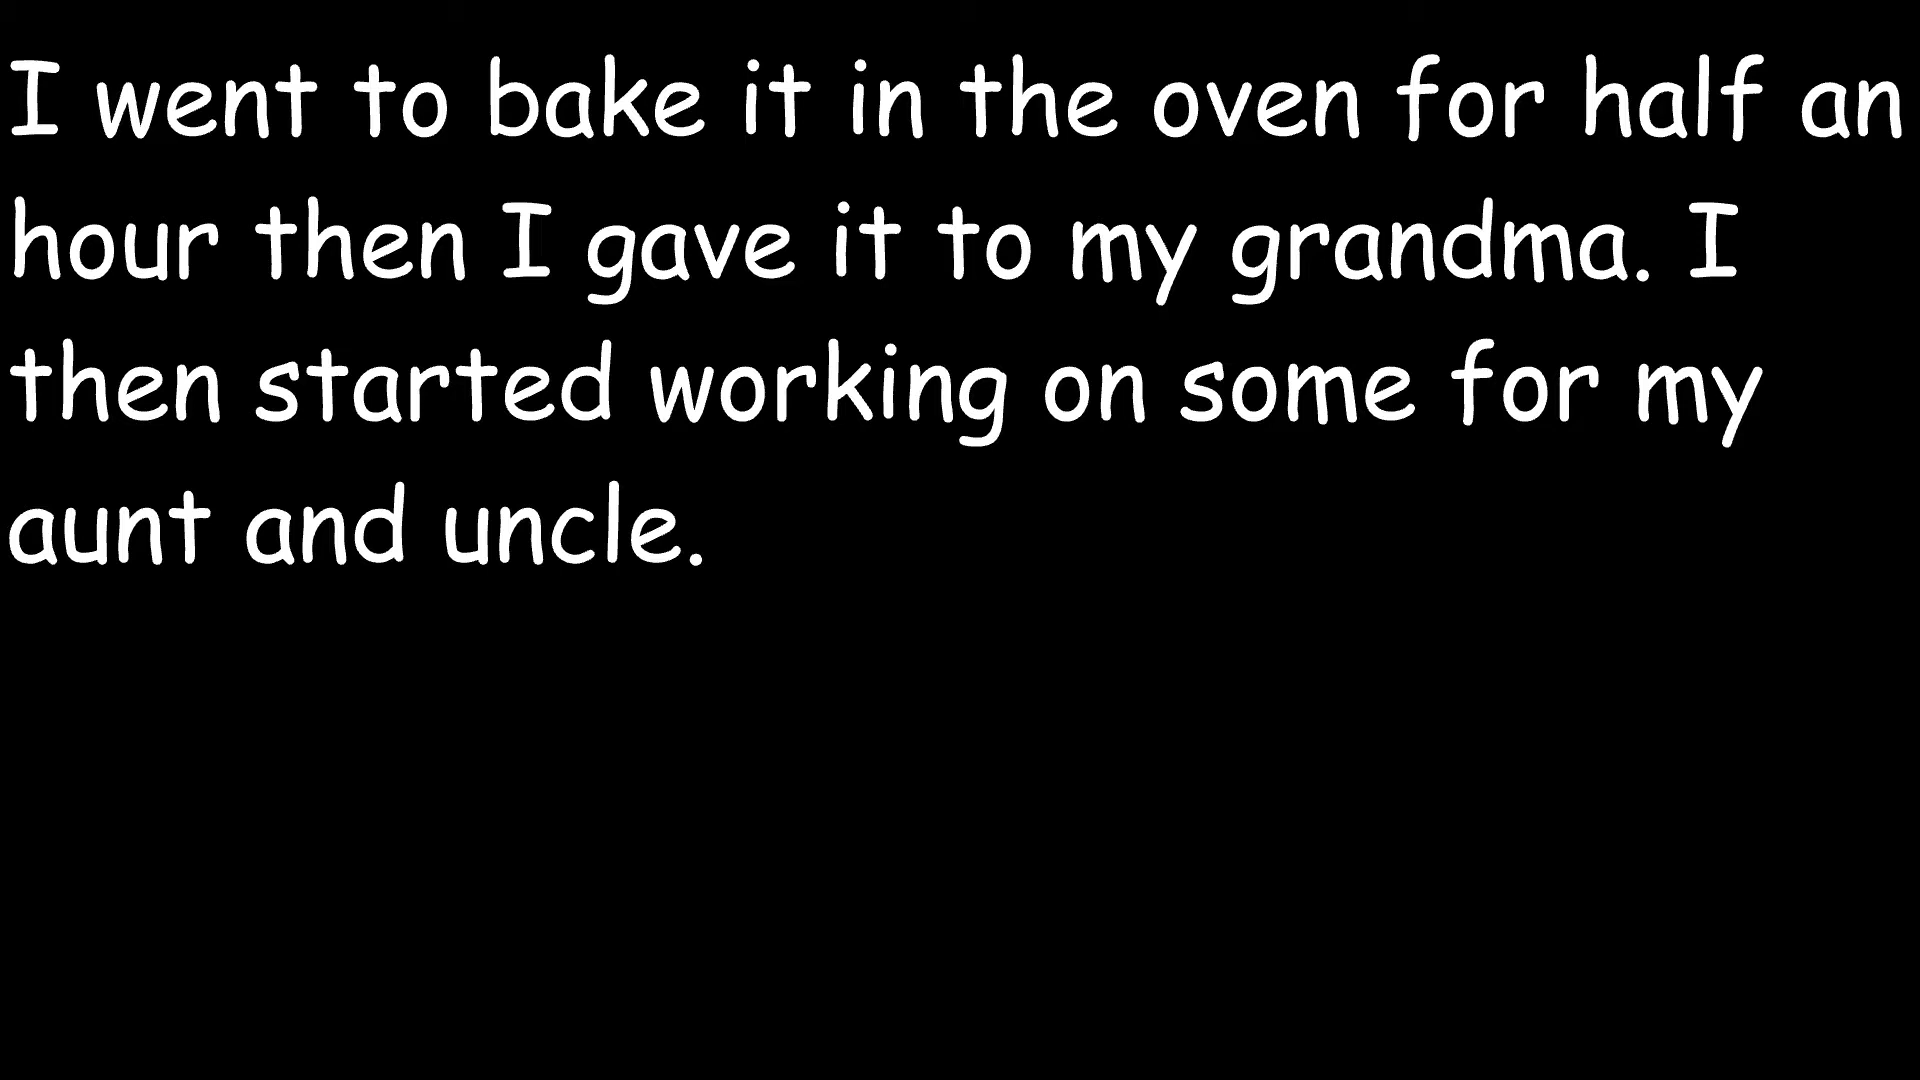 I went to bake it in the oven for half an
hour then I gave it to my grandma. I
then started working on some for my
aunt and uncle.